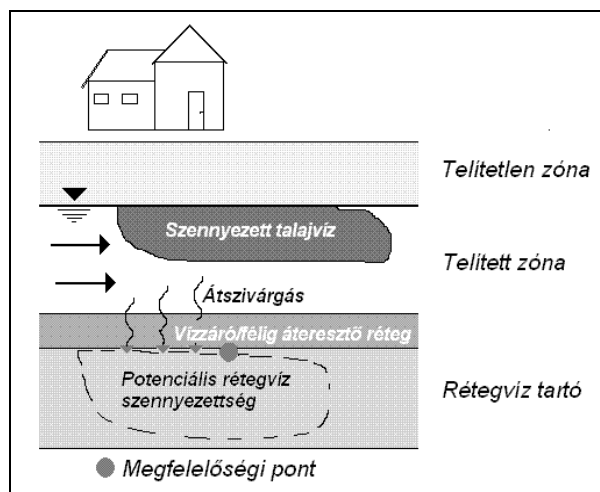 Telítetlen zóna
Szennyezett talajvíz
Telített zóna
Átszivárgás
Vízzáró/félig áteresztő réteg
Potenciális rétegvíz
szennyezettség
Rétegvíz tartó
Megfelelőségi pont